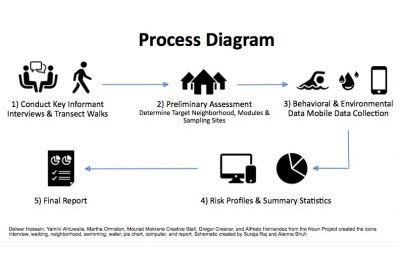 Process Diagram
1) Conduct Key Informant
Interviews & Transect Walks
2) Preliminary Assessment
Determine Target Neighborhood, Modules &
Sampling Sites
3) Behavioral & Environmental
Data Mobile Data Collection
4) Risk Profiles & Summary Statistics
5) Final Report
Delwar Hossain, Yamini Ahluwalia, Martha Ormiston, Mourad Mokrane Creative Stall, Gregor Cresnar, and Alfredo Hernandez from the Noun Project created the icons
interview, walking, neighborhood, swimming, water, pie chart, computer, and report. Schematic created by Suraja Raj and Alanna Shuh